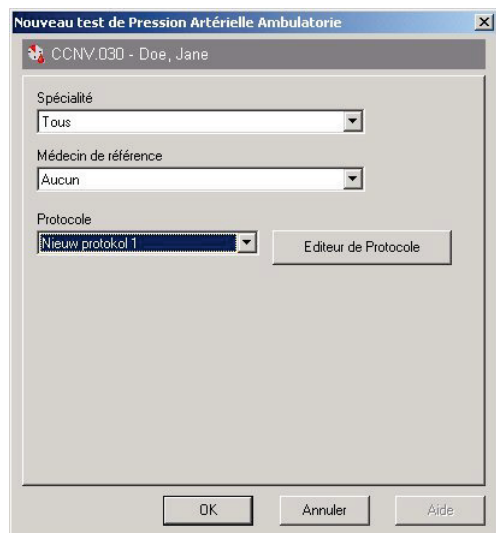 Nouveau test de Pression Artérielle Ambulatorie
CCNV.030 - Doe, Jane
Spécialité
Tous
Médecin de référence
Aucun
Protocole
Nieuw protokol 1
Editeur de Protocole
OK
Annuler
Aide